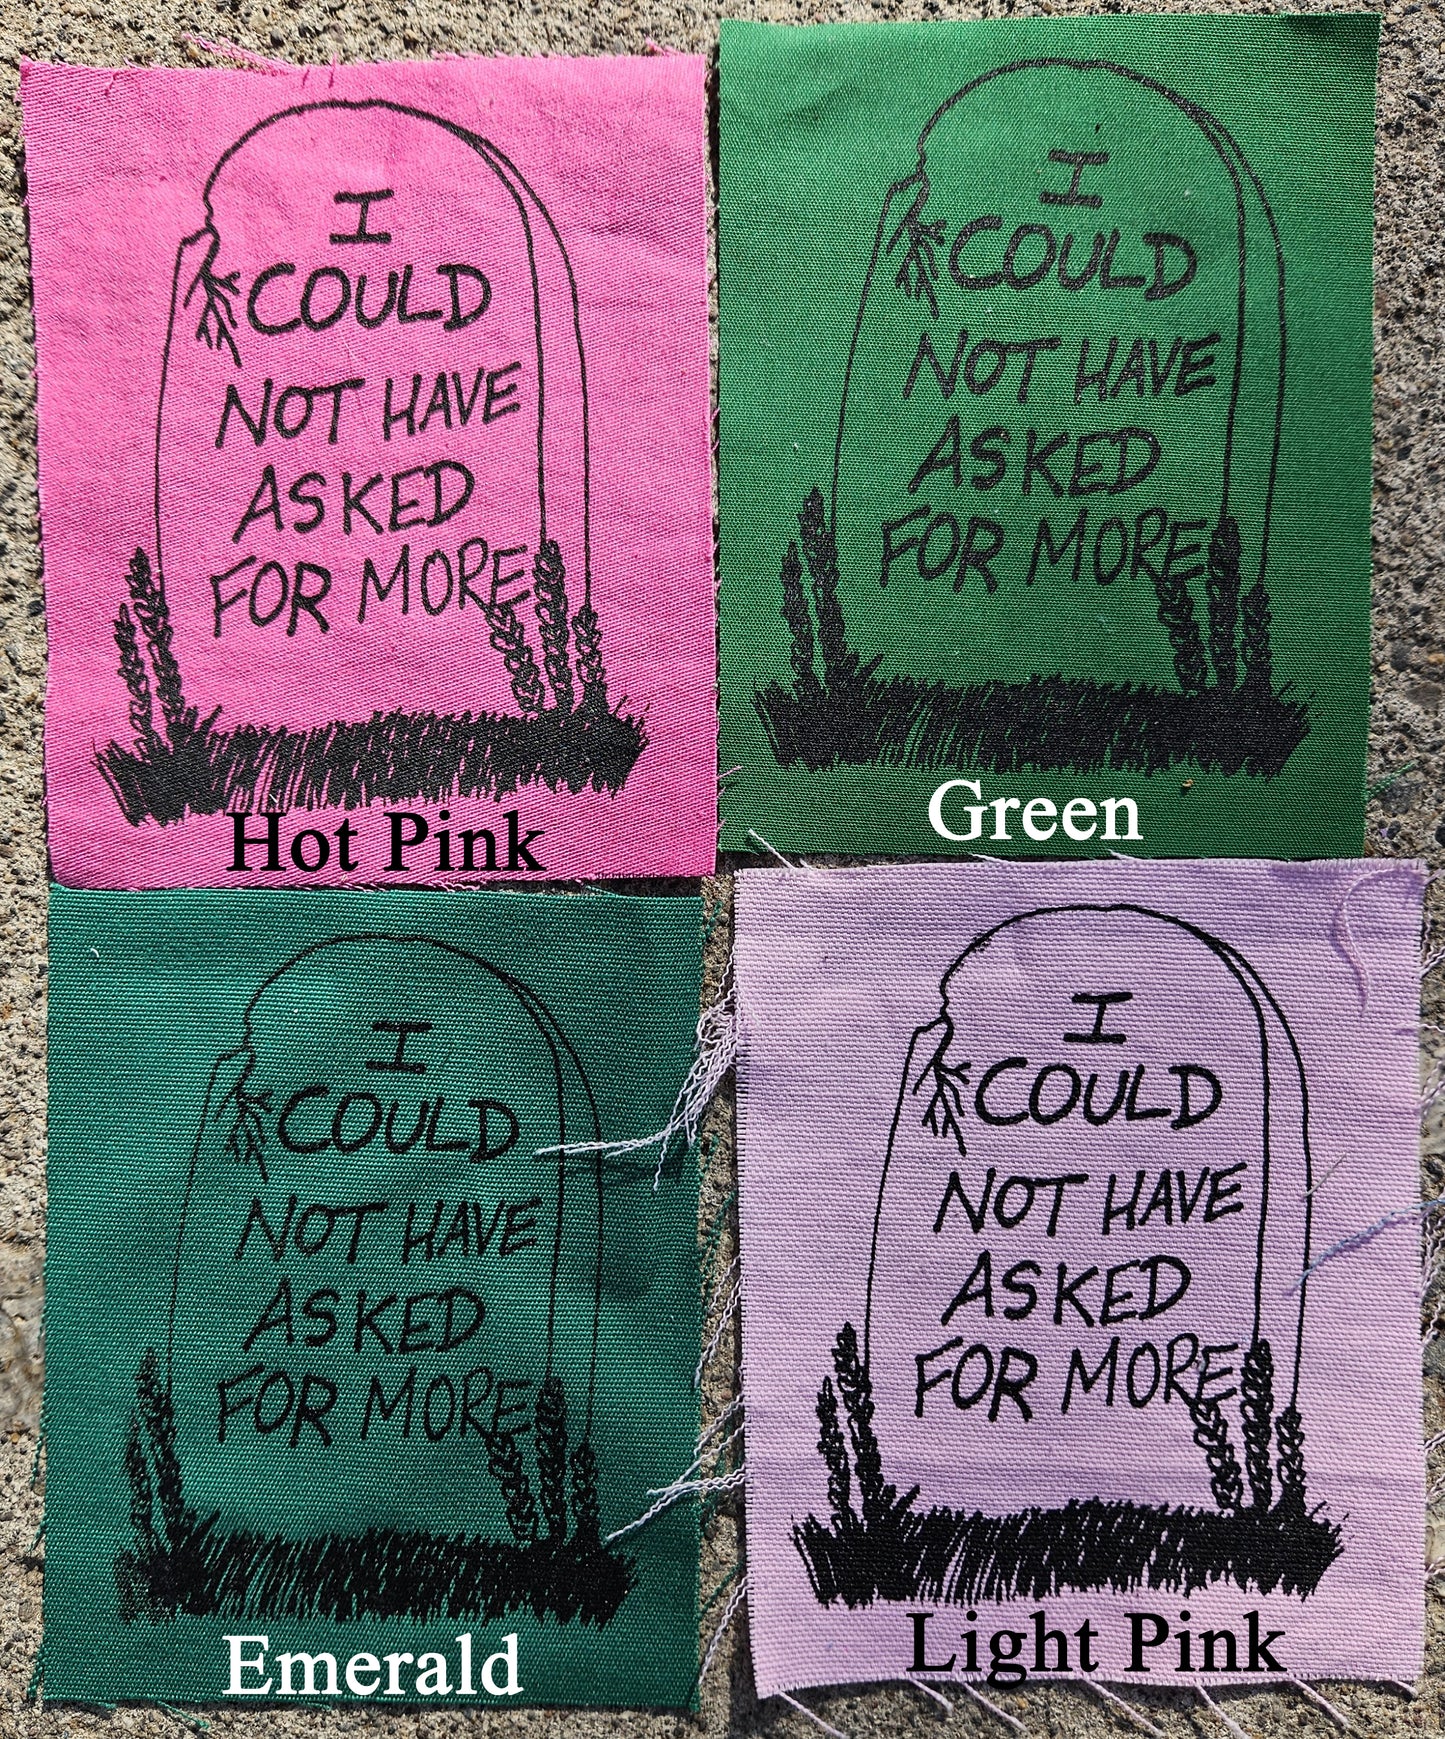 I
COULD
NOT HAVE
ASKED
FOR MORE
Hot Pink
I
COULD
NOT HAVE
ASKED
FOR MORE
Green
I
COULD
NOT HAVE
ASKED
FOR MORE
Emerald
I
COULD
NOT HAVE
ASKED
FOR MORE
Light Pink